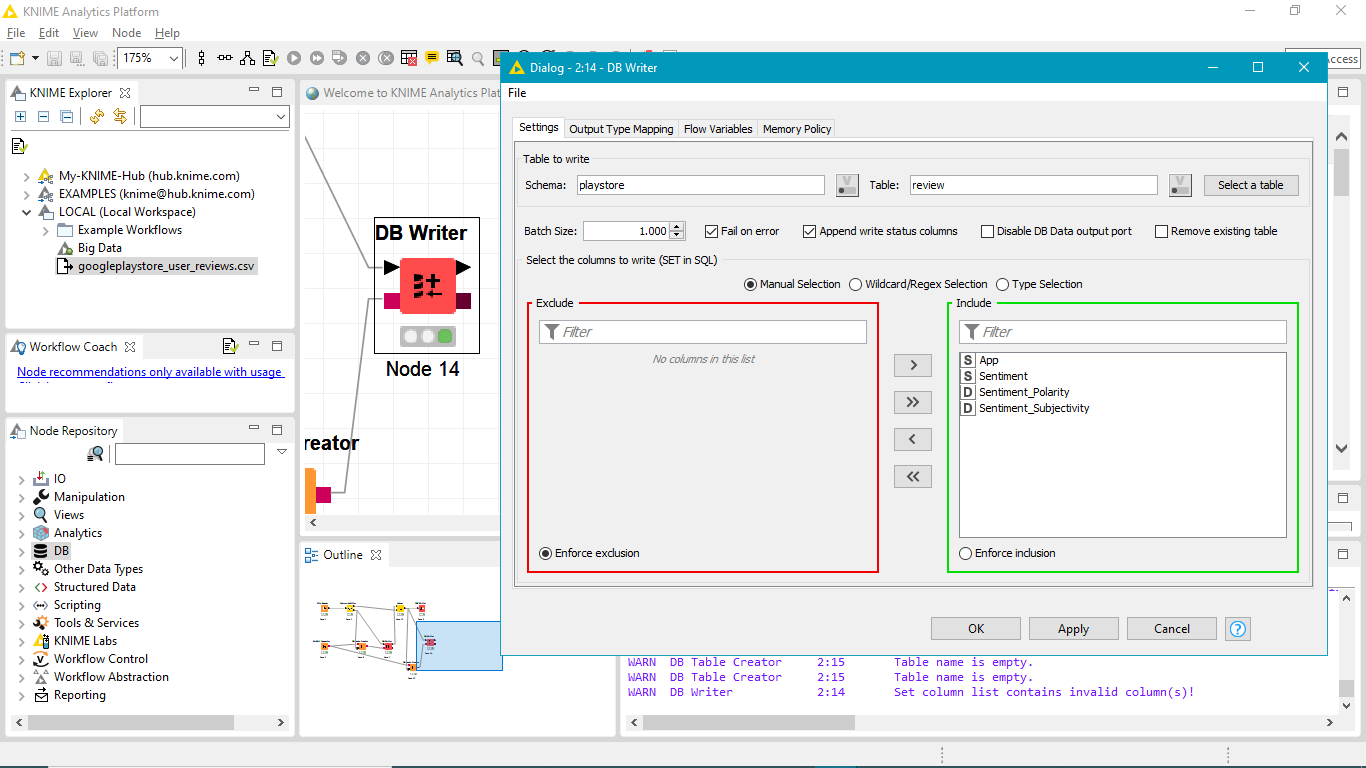 KNIME Analytics Platform
File Edit View Node Help
175%
Access
KNIME Explorer
My-KNIME-Hub (hub.knime.com)
EXAMPLES (knime@hub.knime.com)
LOCAL (Local Workspace)
Example Workflows
Big Data
googleplaystore_user_reviews.csv
Workflow Coach
Node recommendations only available with usage
Node Repository
IO
Manipulation
Views
Analytics
DB
Other Data Types
Structured Data
Scripting
Tools & Services
KNIME Labs
Workflow Control
Workflow Abstraction
Reporting
Welcome to KNIME Analytics Plat
DB Writer
Node 14
reator
Outline
Dialog - 2:14 - DB Writer
File
Settings Output Type Mapping Flow Variables Memory Policy
Table to write
Schema: playstore V Table: review V Select a table
Batch Size: 1.000 Fail on error Append write status columns Disable DB Data output port Remove existing table
Select the columns to write (SET in SQL)
Manual Selection Wildcard/Regex Selection Type Selection
Exclude
Filter
No columns in this list
Enforce exclusion
> 
>>
<
<<
Include
Filter
S App
S Sentiment
D Sentiment_Polarity
D Sentiment_Subjectivity
Enforce inclusion
OK Apply Cancel ?
WARN DB Table Creator 2:15 Table name is empty.
WARN DB Table Creator 2:15 Table name is empty.
WARN DB Writer 2:14 Set column list contains invalid column(s)!